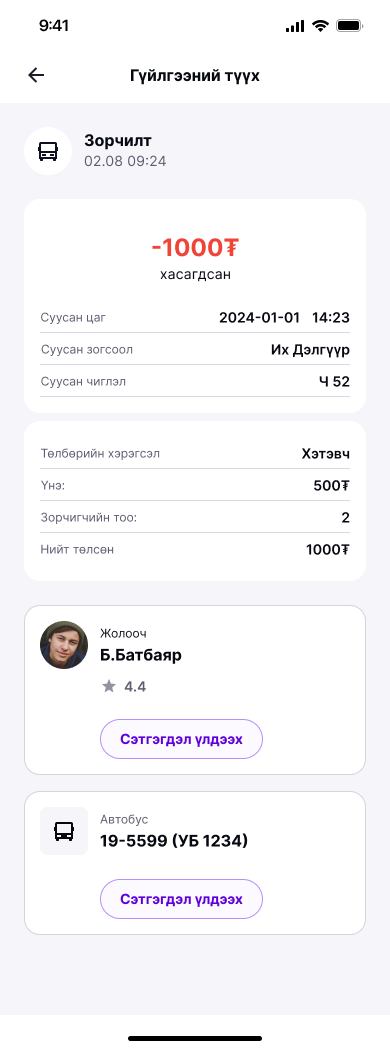 9:41
Гүйлгээний түүх
Зорчилт
02.08 09:24
-1000₮
хасагдсан
Суусан цаг 2024-01-01 14:23
Суусан зогсоол Их Дэлгүүр
Суусан чиглэл Ч 52
Төлбөрийн хэрэгсэл Хэтэвч
Үнэ: 500₮
Зорчигчийн тоо: 2
Нийт төлсөн 1000₮
Жолооч
Б.Батбаяр
4.4
Сэтгэгдэл үлдээх
Автобус
19-5599 (УБ 1234)
Сэтгэгдэл үлдээх